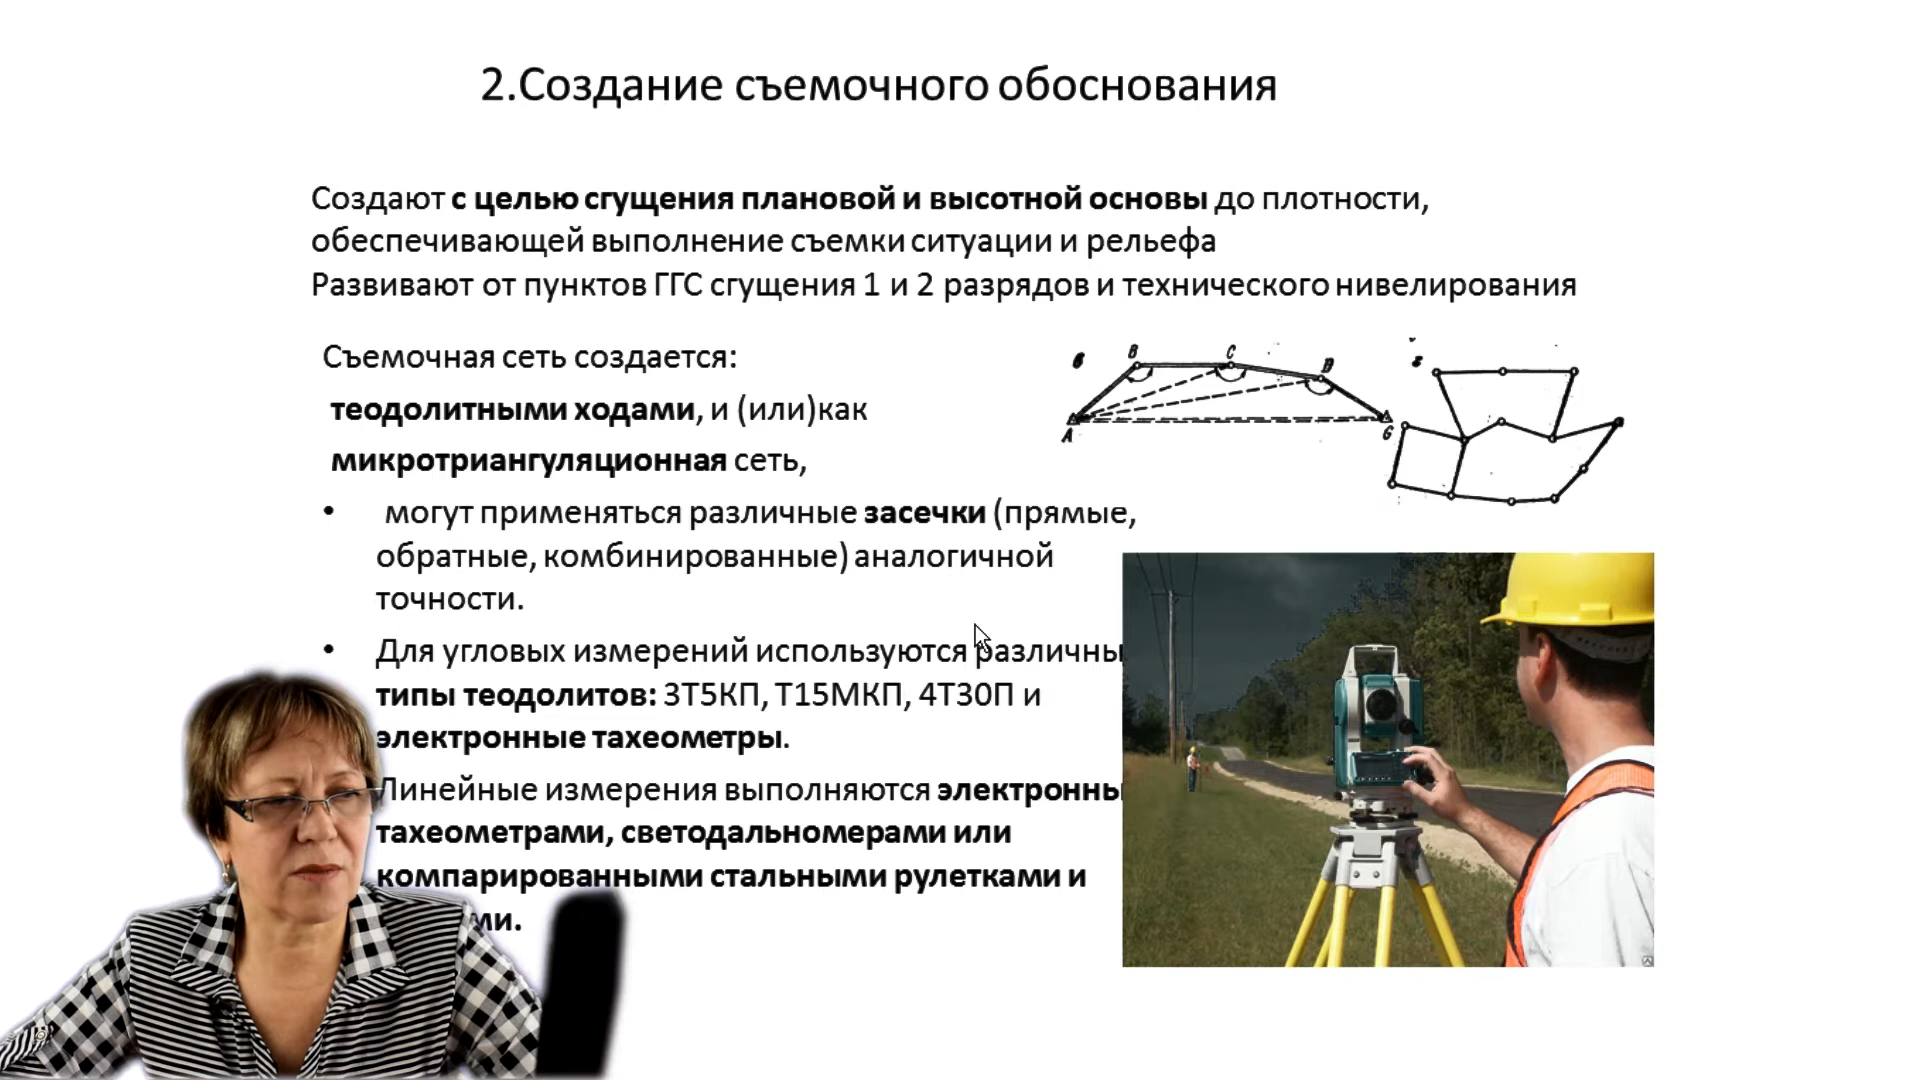 2.Создание съемочного обоснования
Создают с целью сгущения плановой и высотной основы до плотности,
обеспечивающей выполнение съемки ситуации и рельефа
Развивают от пунктов ГГС сгущения 1 и 2 разрядов и технического нивелирования
Съемочная сеть создается:
теодолитными ходами, и (или)как
микротриангуляционная сеть,
• могут применяться различные засечки (прямые,
обратные, комбинированные) аналогичной
точности.
• Для угловых измерений используются различны
типы теодолитов: 3Т5КП, Т15МКП, 4Т30П и
электронные тахеометры.
Линейные измерения выполняются электронны
тахеометрами, светодальномерами или
компарированными стальными рулетками и
ми.
B C D
A G